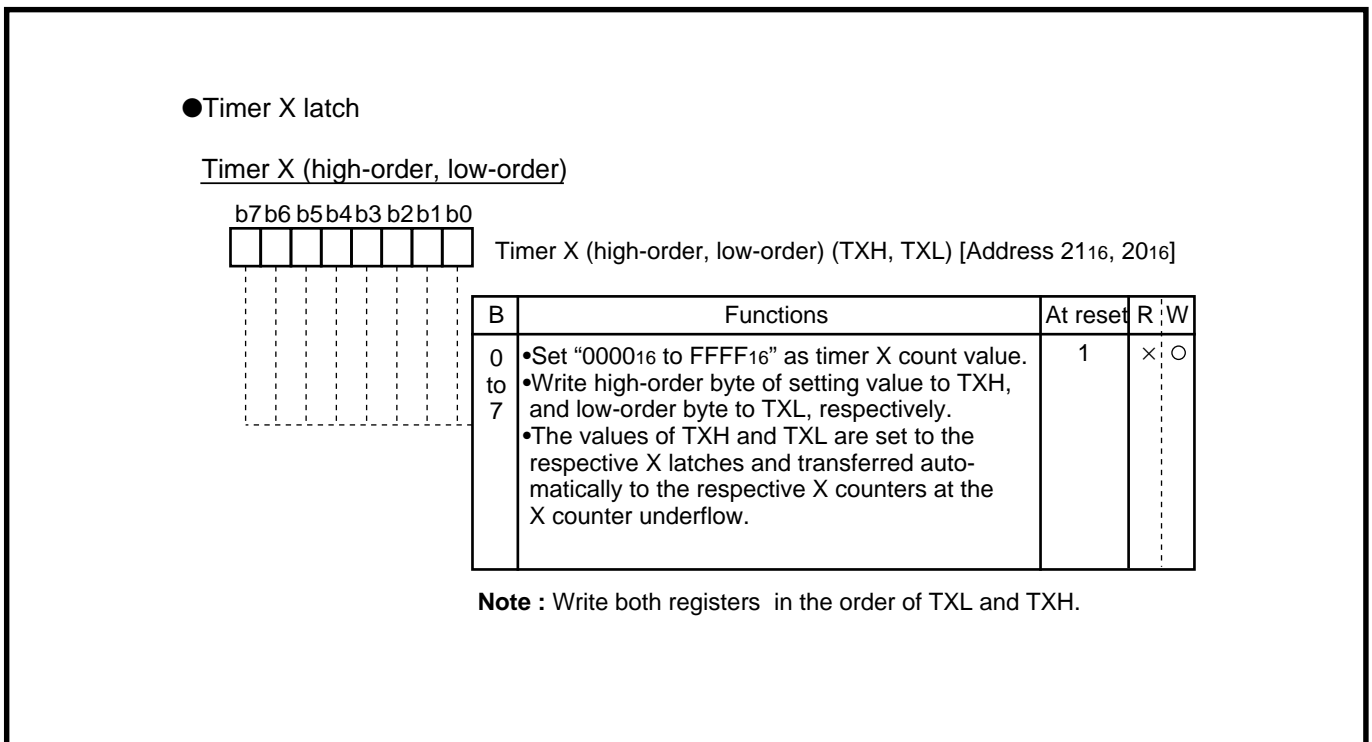 ●Timer X latch
Timer X (high-order, low-order)
b7 b6 b5 b4 b3 b2 b1 b0
Timer X (high-order, low-order) (TXH, TXL) [Address 2116, 2016]
B Functions At reset R W
0 •Set “000016 to FFFF16” as timer X count value. 1 × ○
to •Write high-order byte of setting value to TXH,
7 and low-order byte to TXL, respectively.
•The values of TXH and TXL are set to the
respective X latches and transferred auto-
matically to the respective X counters at the
X counter underflow.
Note : Write both registers in the order of TXL and TXH.